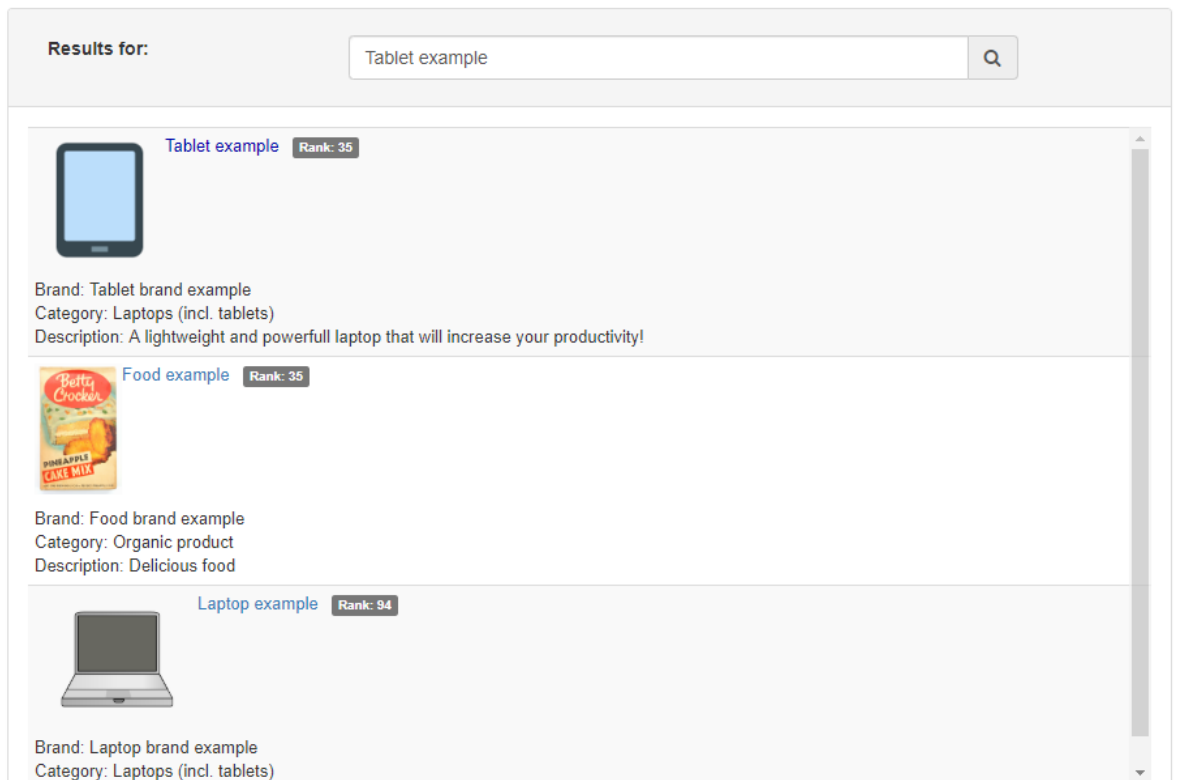 Results for:
Tablet example
Tablet example Rank: 35
Brand: Tablet brand example
Category: Laptops (incl. tablets)
Description: A lightweight and powerfull laptop that will increase your productivity!
Food example Rank: 35
Betty
Crocker
PINEAPPLE
CAKE MIX
Brand: Food brand example
Category: Organic product
Description: Delicious food
Laptop example Rank: 94
Brand: Laptop brand example
Category: Laptops (incl. tablets)